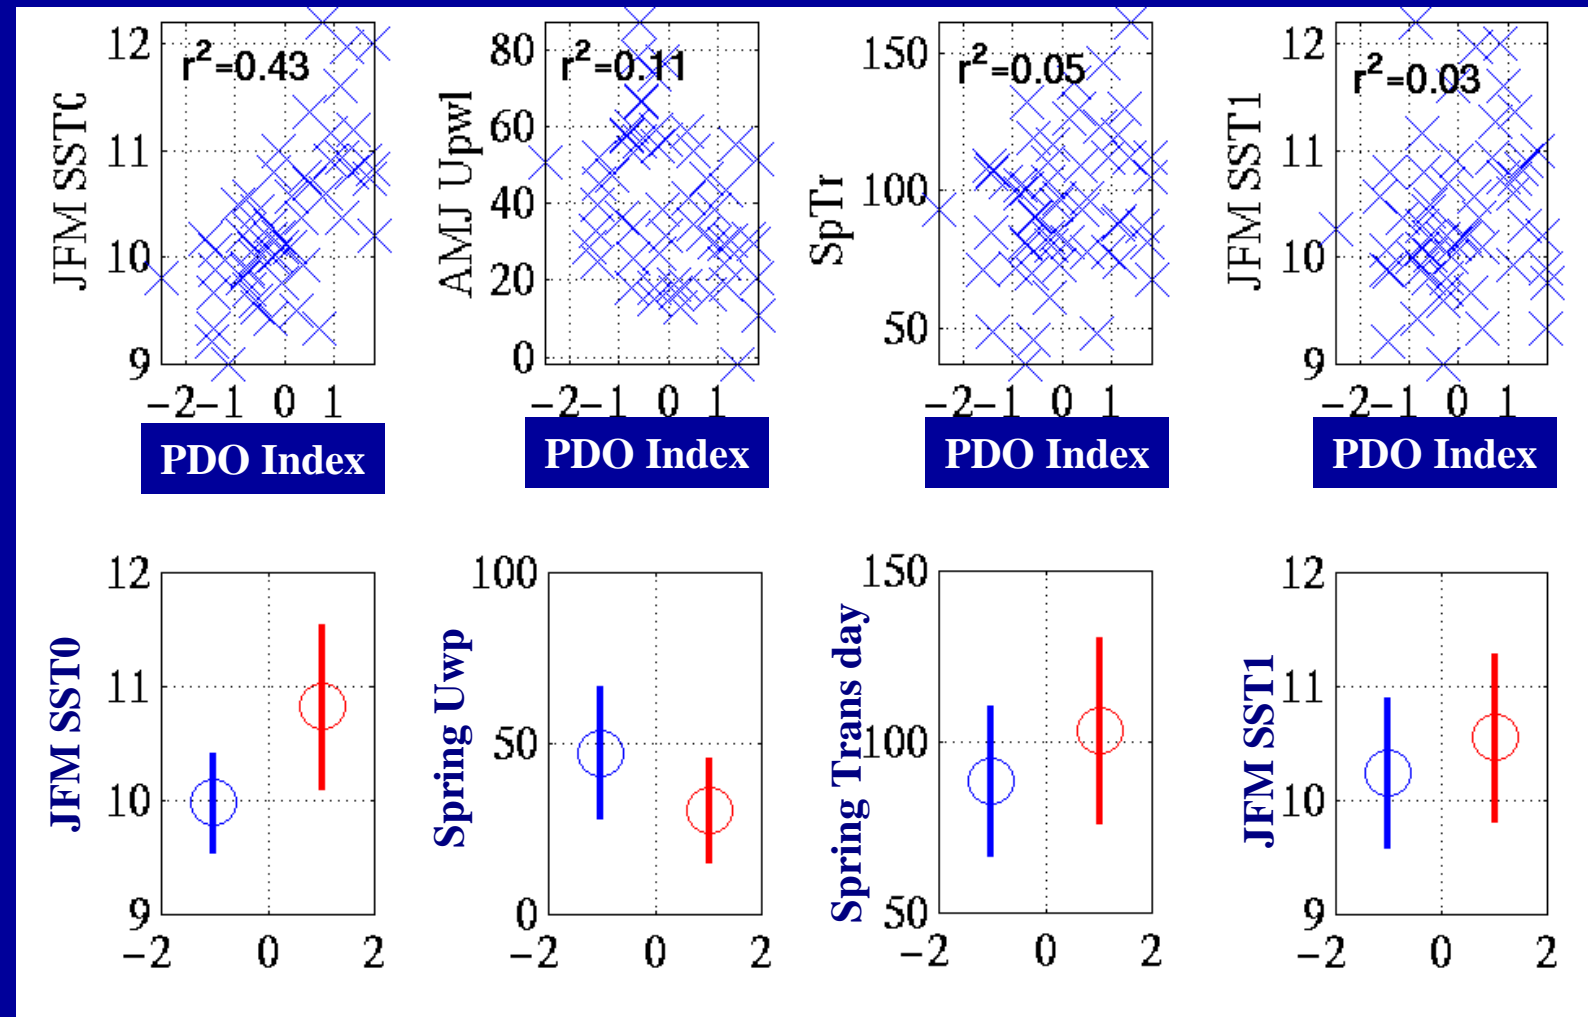 JFM SST0
12
11
10
9
r²=0.43
−2 −1 0 1
PDO Index
AMJ Upwl
80
60
40
20
0
r²=0.11
−2 −1 0 1
PDO Index
SpTr
150
100
50
r²=0.05
−2 −1 0 1
PDO Index
JFM SST1
12
11
10
9
r²=0.03
−2 −1 0 1
PDO Index
JFM SST0
12
11
10
9
−2 0 2
Spring Uwp
100
50
0
−2 0 2
Spring Trans day
150
100
50
−2 0 2
JFM SST1
12
11
10
9
−2 0 2